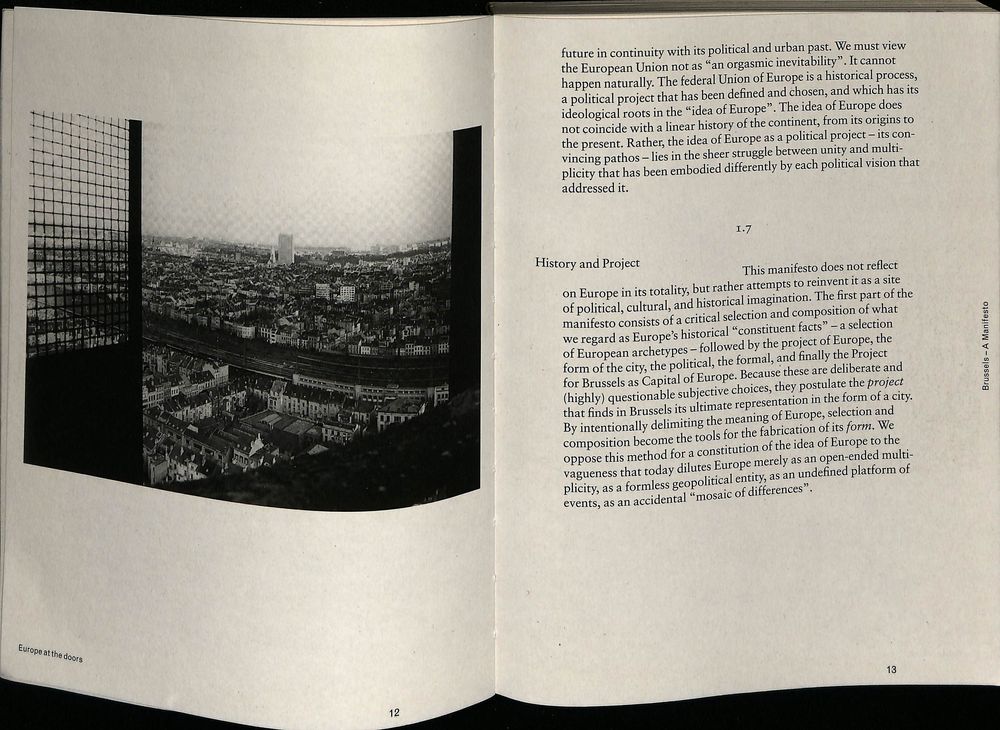 Europe at the doors
12
future in continuity with its political and urban past. We must view
the European Union not as “an orgasmic inevitability”. It cannot
happen naturally. The federal Union of Europe is a historical process,
a political project that has been defined and chosen, and which has its
ideological roots in the “idea of Europe”. The idea of Europe does
not coincide with a linear history of the continent, from its origins to
the present. Rather, the idea of Europe as a political project – its con-
vincing pathos – lies in the sheer struggle between unity and multi-
plicity that has been embodied differently by each political vision that
addressed it.
1.7
History and Project
This manifesto does not reflect
on Europe in its totality, but rather attempts to reinvent it as a site
of political, cultural, and historical imagination. The first part of the
manifesto consists of a critical selection and composition of what
we regard as Europe’s historical “constituent facts” – a selection
of European archetypes – followed by the project of Europe, the
form of the city, the political, the formal, and finally the Project
for Brussels as Capital of Europe. Because these are deliberate and
(highly) questionable subjective choices, they postulate the project
that finds in Brussels its ultimate representation in the form of a city.
By intentionally delimiting the meaning of Europe, selection and
composition become the tools for the fabrication of its form. We
oppose this method for a constitution of the idea of Europe to the
vagueness that today dilutes Europe merely as an open-ended multi-
plicity, as a formless geopolitical entity, as an undefined platform of
events, as an accidental “mosaic of differences”.
Brussels – A Manifesto
13